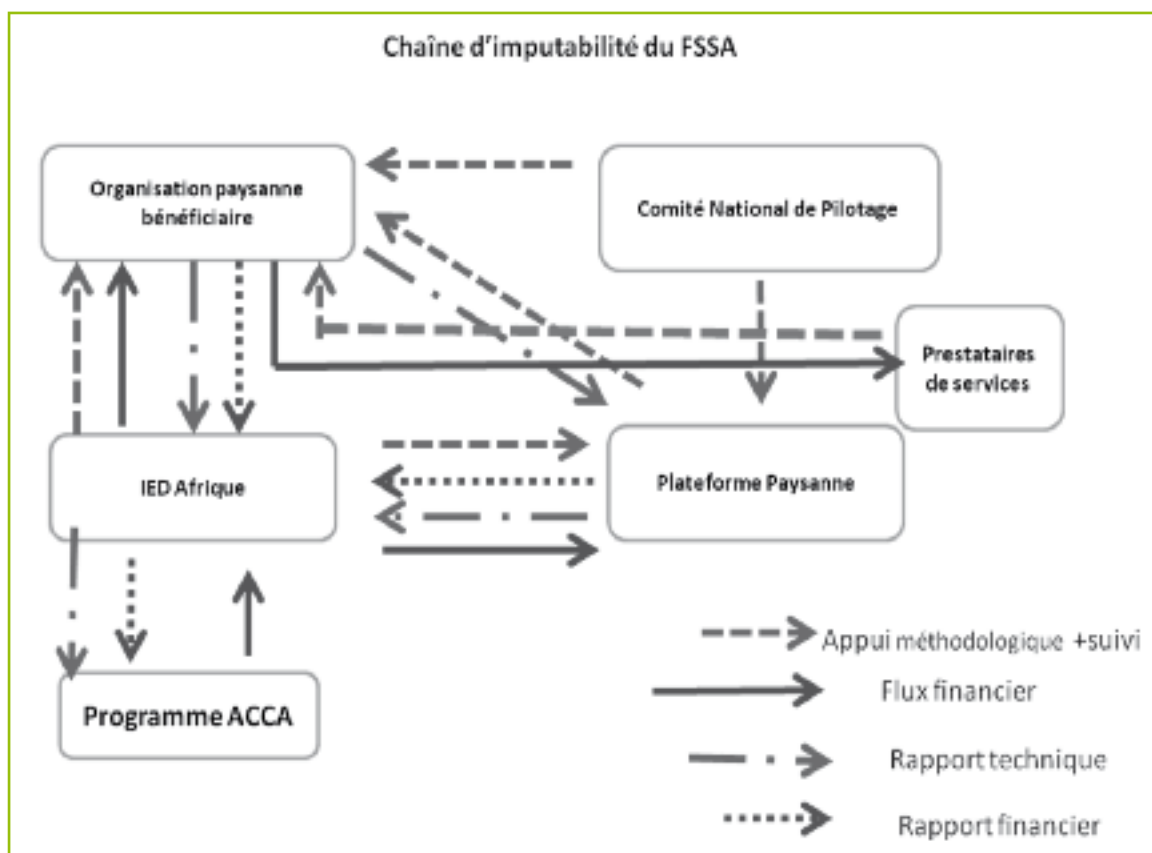 Chaîne d'imputabilité du FSSA
Organisation paysanne
bénéficiaire
Comité National de Pilotage
Prestataires
de services
IED Afrique
Plateforme Paysanne
Programme ACCA
Appui méthodologique +suivi
Flux financier
Rapport technique
Rapport financier